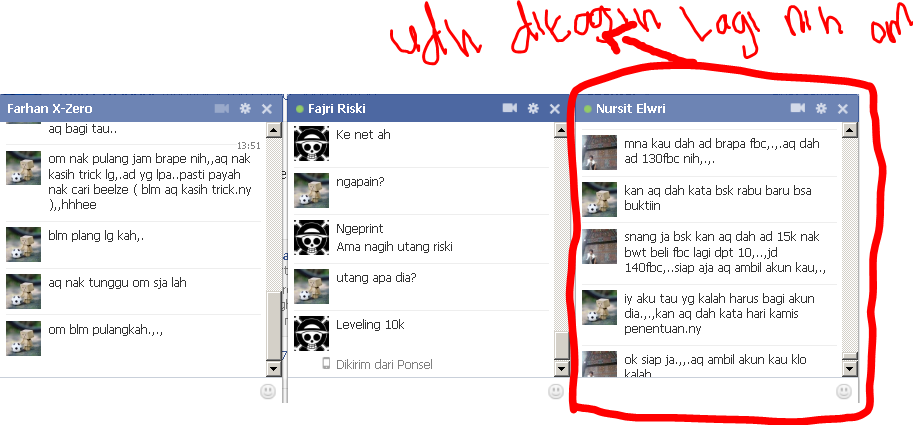 udh dikasin lagi nih om
Farhan X-Zero
aq bagi tau..
13:51
om nak pulang jam brape nih,,aq nak
kasih trick lg,.ad yg lpa..pasti payah
nak cari beelze ( blm aq kasih trick.ny
),,hhhee
blm plang lg kah,.
aq nak tunggu om sja lah
om blm pulangkah.,.,
Fajri Riski
Ke net ah
ngapain?
Ngeprint
Ama nagih utang riski
utang apa dia?
Leveling 10k
Dikirim dari Ponsel
Nursit Elwri
mna kau dah ad brapa fbc,.,.aq dah
ad 130fbc nih,.,.
kan aq dah kata bsk rabu baru bsa
buktiin
snang ja bsk kan aq dah ad 15k nak
bwt beli fbc lagi dpt 10,..,jd
140fbc,..siap aja aq ambil akun kau,.,
iy aku tau yg kalah harus bagi akun
dia.,.,kan aq dah kata hari kamis
penentuan.ny
ok siap ja.,,.aq ambil akun kau klo
kalah